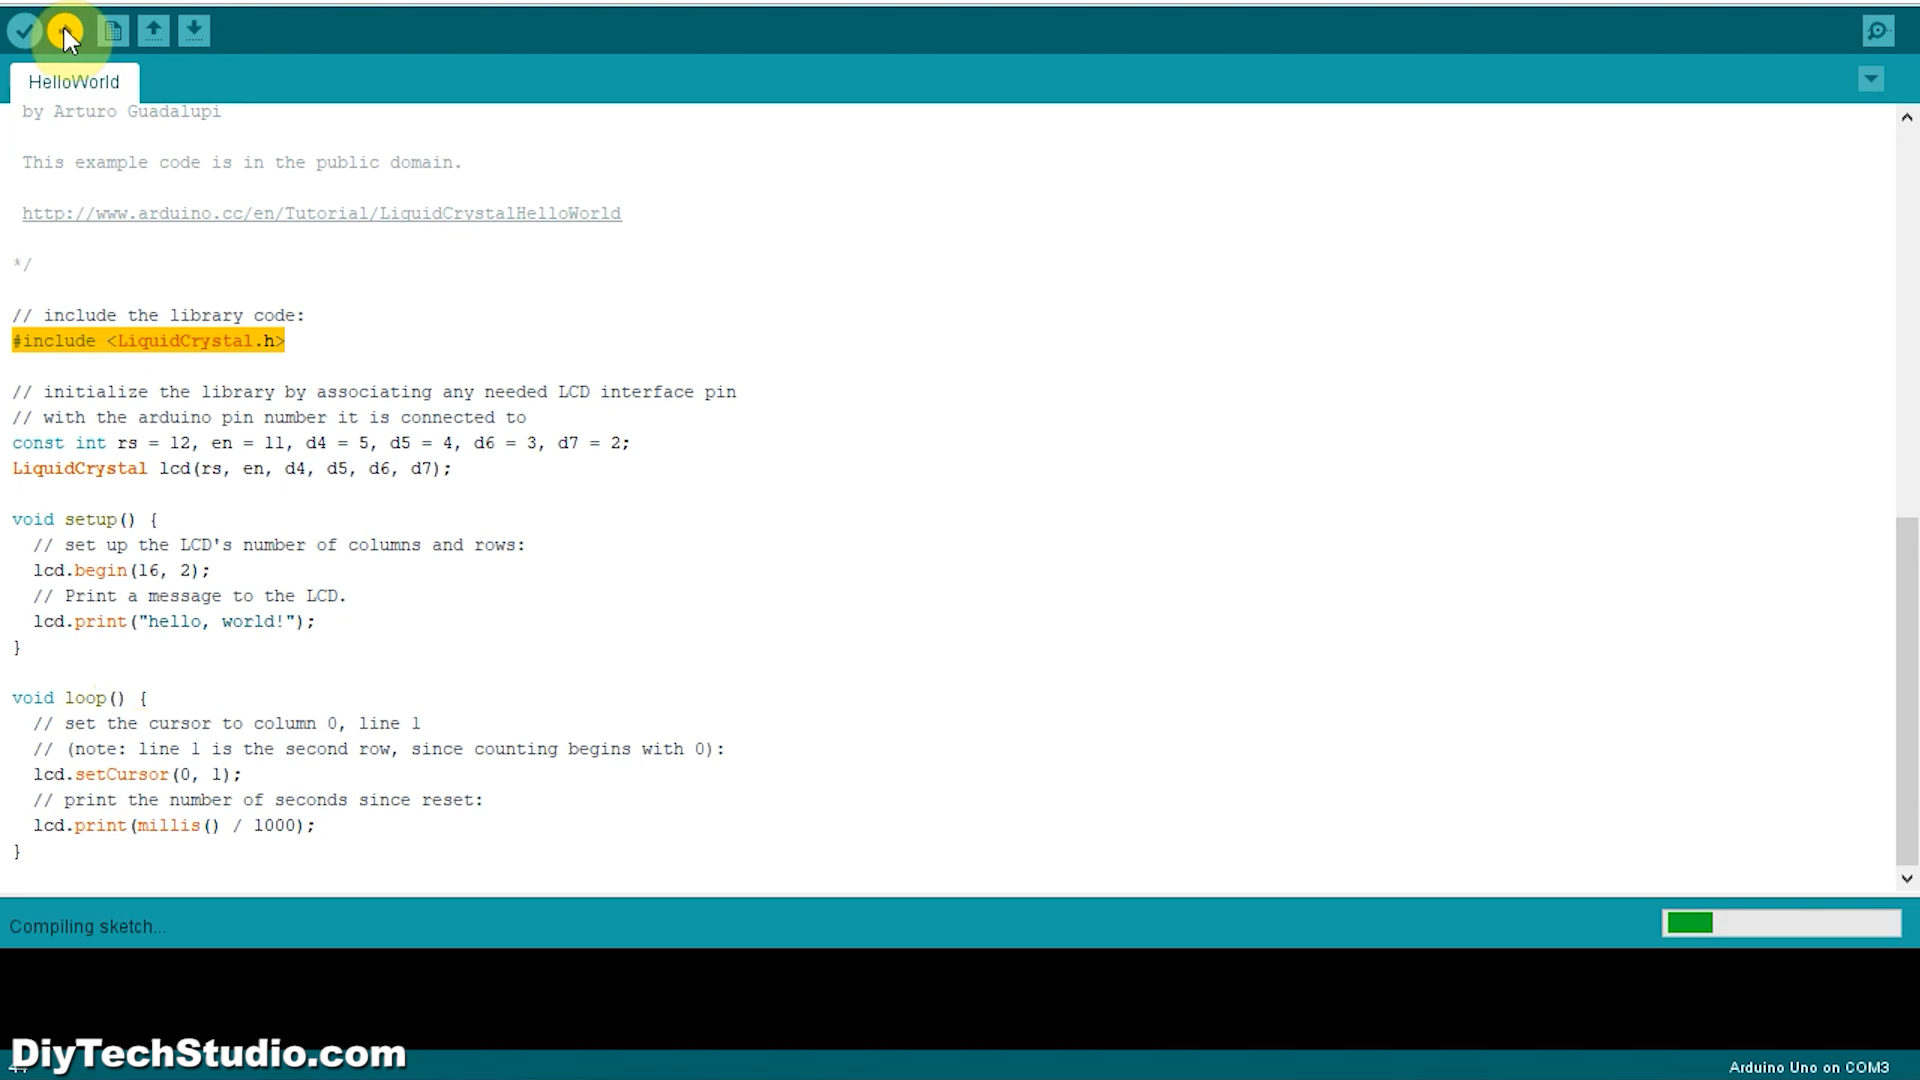 HelloWorld
by Arturo Guadalupi
This example code is in the public domain.
http://www.arduino.cc/en/Tutorial/LiquidCrystalHelloWorld
*/
// include the library code:
#include <LiquidCrystal.h>
// initialize the library by associating any needed LCD interface pin
// with the arduino pin number it is connected to
const int rs = 12, en = 11, d4 = 5, d5 = 4, d6 = 3, d7 = 2;
LiquidCrystal lcd(rs, en, d4, d5, d6, d7);
void setup() {
// set up the LCD's number of columns and rows:
lcd.begin(16, 2);
// Print a message to the LCD.
lcd.print("hello, world!");
}
void loop() {
// set the cursor to column 0, line 1
// (note: line 1 is the second row, since counting begins with 0):
lcd.setCursor(0, 1);
// print the number of seconds since reset:
lcd.print(millis() / 1000);
}
Compiling sketch...
DiyTechStudio.com
Arduino Uno on COM3